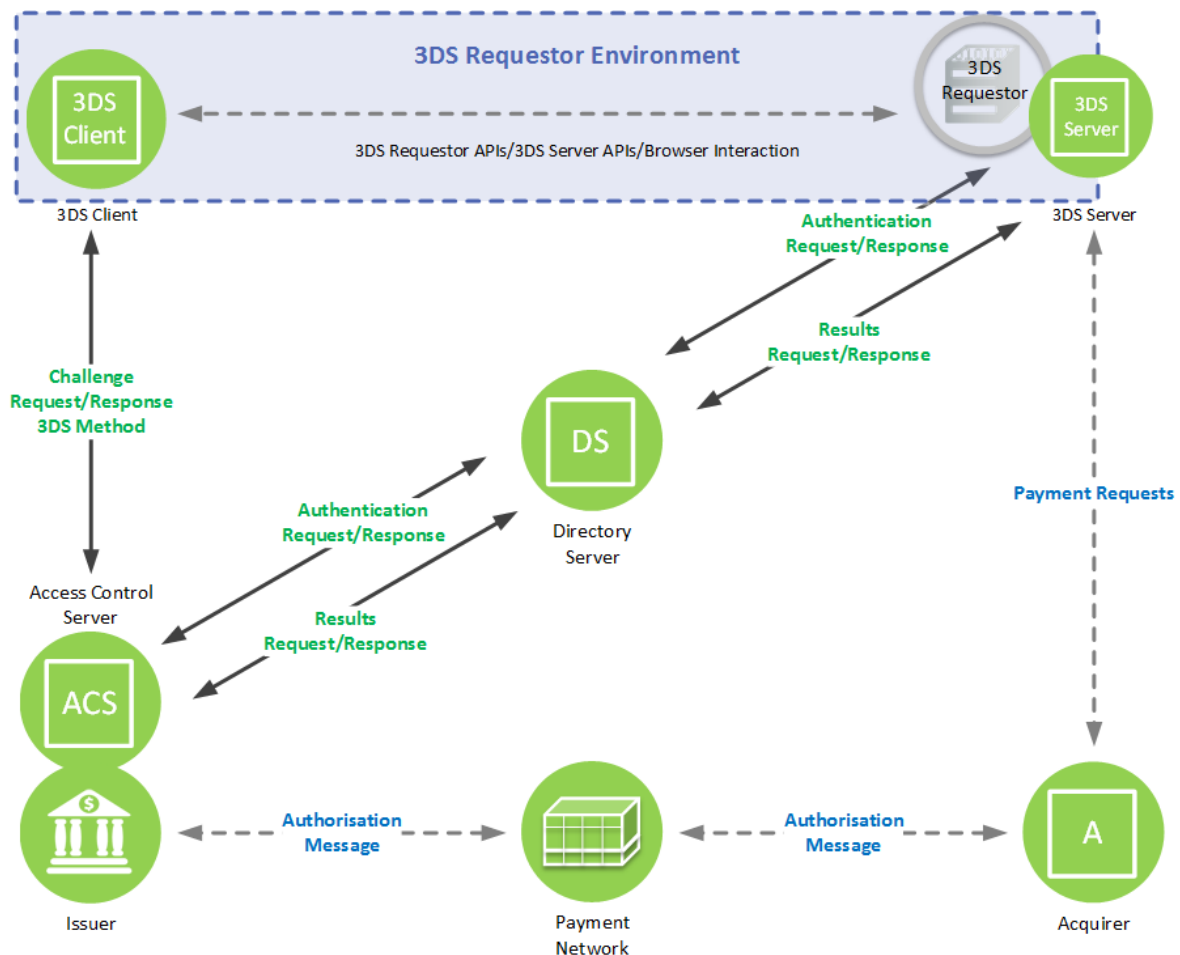 3DS Requestor Environment
3DS
Requestor
3DS
Client
3DS
Server
3DS Requestor APIs/3DS Server APIs/Browser Interaction
3DS Client
3DS Server
Authentication
Request/Response
Results
Request/Response
Challenge
Request/Response
3DS Method
DS
Directory
Server
Payment Requests
Authentication
Request/Response
Results
Request/Response
Access Control
Server
ACS
$
Authorisation
Message
Authorisation
Message
A
Issuer
Payment
Network
Acquirer